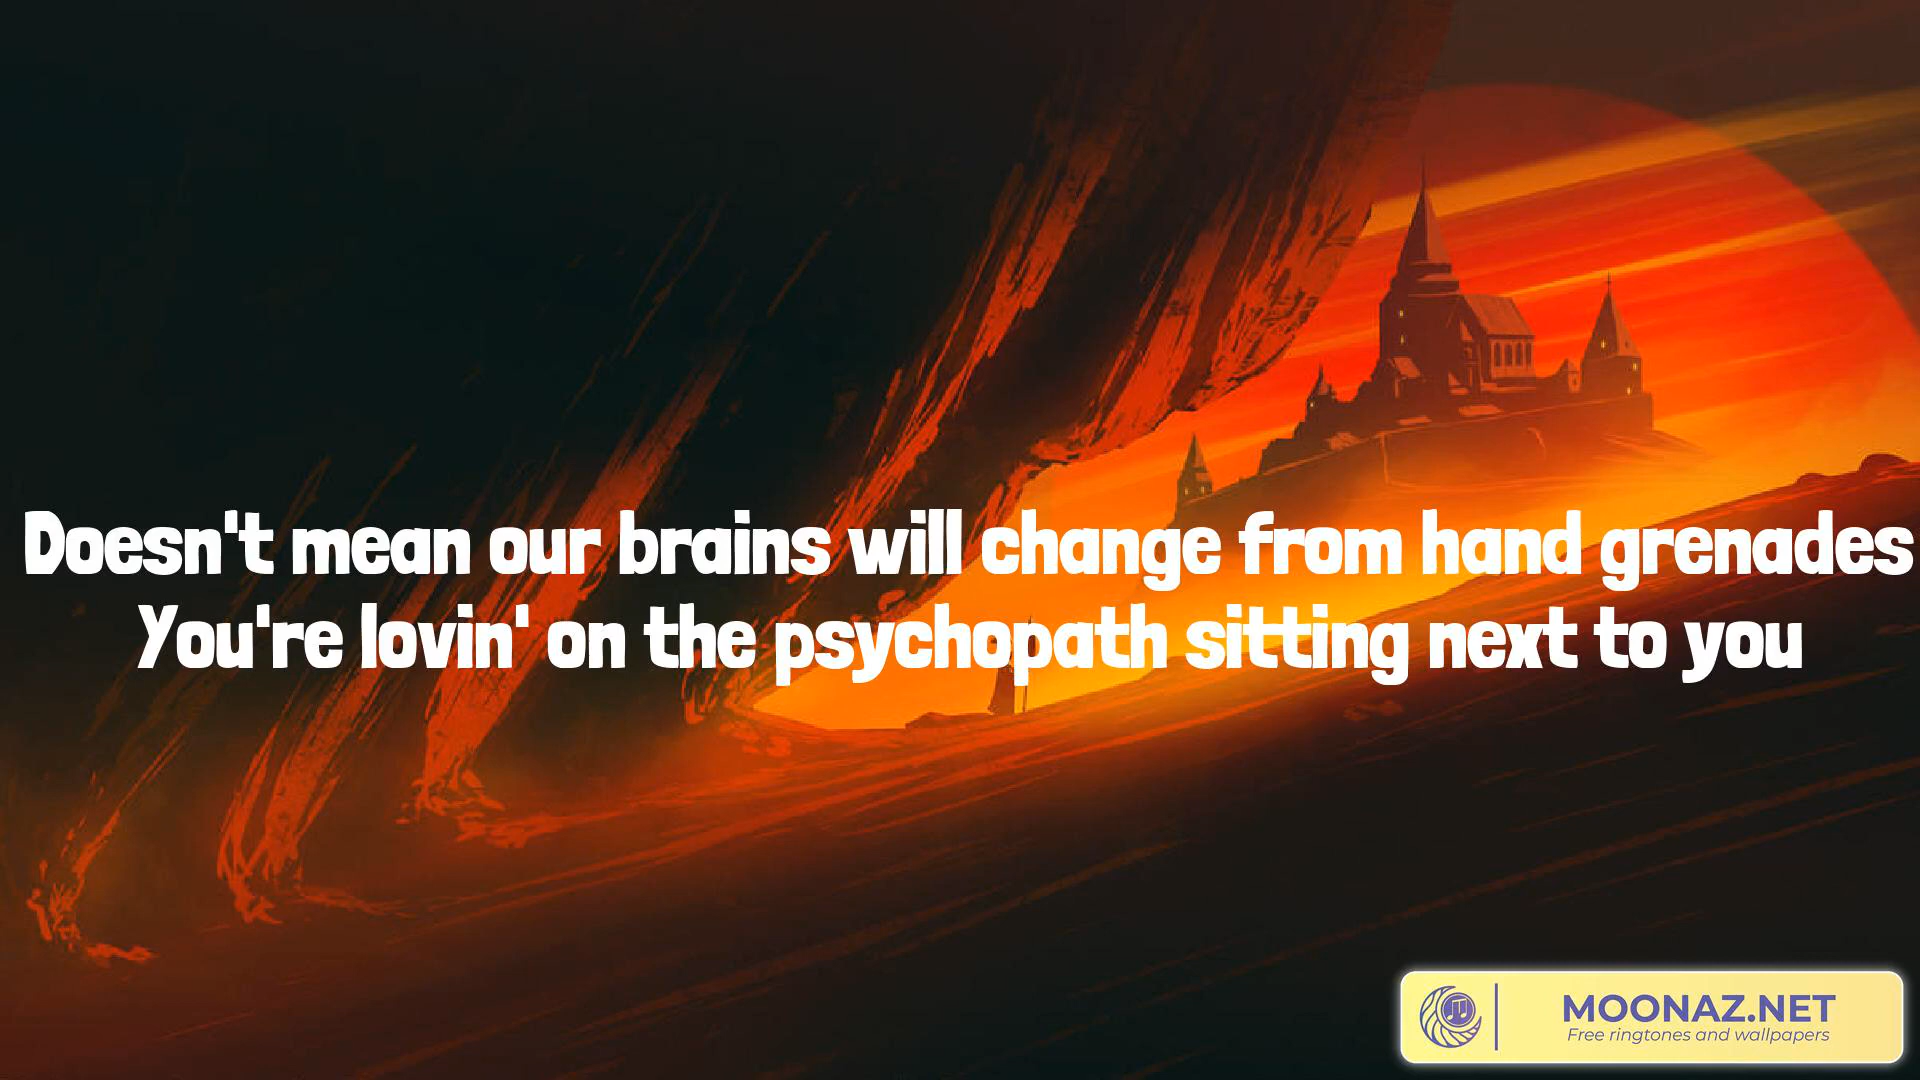 Doesn't mean our brains will change from hand grenades
You're lovin' on the psychopath sitting next to you
MOONAZ.NET
Free ringtones and wallpapers